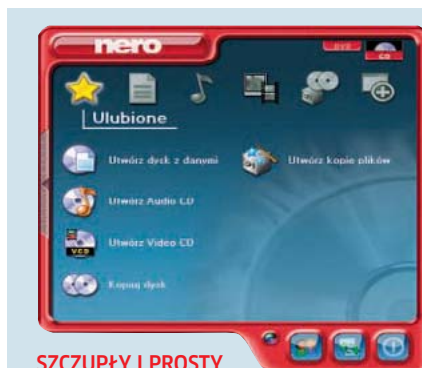 nero
DVD
CD
Ulubione
Utwórz dysk z danymi
Utwórz kopie plików
Utwórz Audio CD
VCD
Utwórz Video CD
Kopiuj dysk
SZCZUPŁY I PROSTY